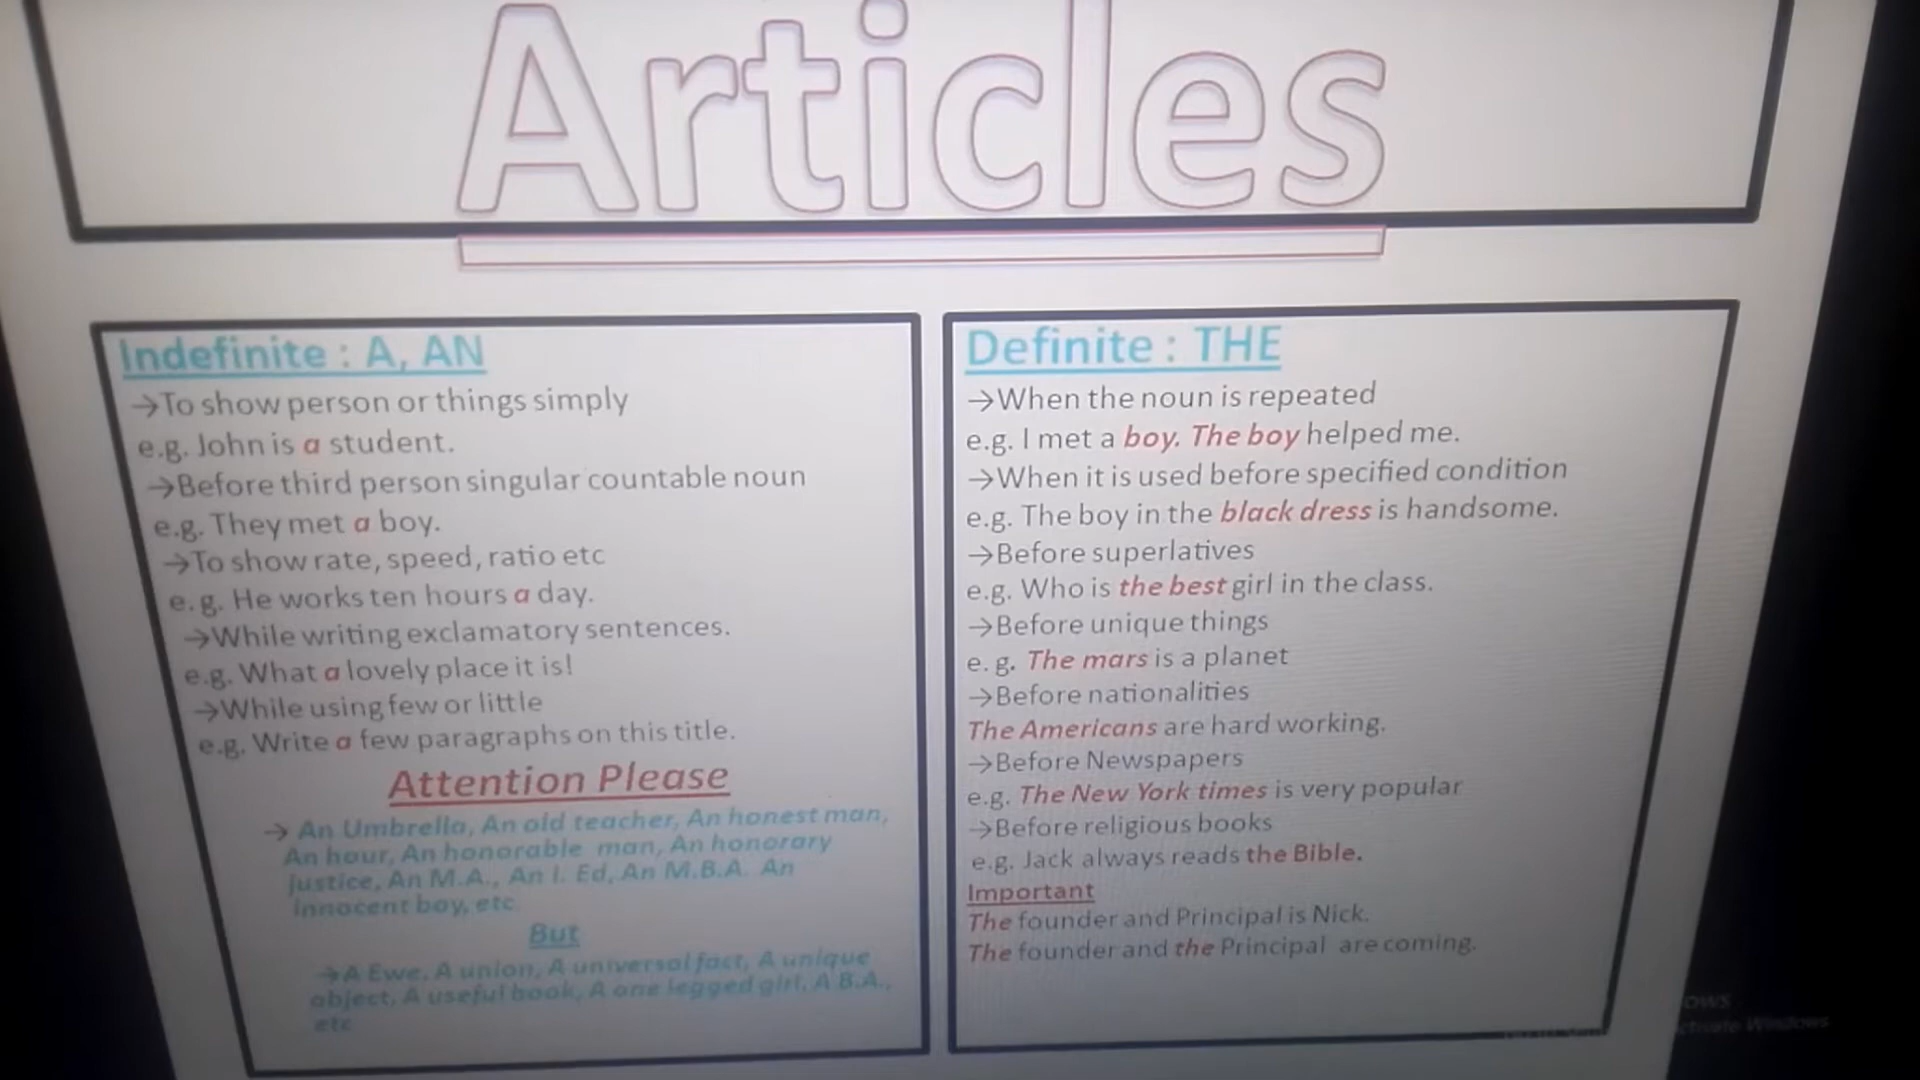 Articles
Indefinite : A, AN
→To show person or things simply
e.g. John is a student.
→Before third person singular countable noun
e.g. They met a boy.
→To show rate, speed, ratio etc
e. g. He works ten hours a day.
→While writing exclamatory sentences.
e.g. What a lovely place it is!
→While using few or little
e.g. Write a few paragraphs on this title.
Attention Please
→ An Umbrella, An old teacher, An honest man,
An hour, An honorable man, An honorary
justice, An M.A., An I. Ed, An M.B.A. An
innocent boy, etc
But
→A Ewe, A union, A universal fact, A unique
object, A useful book, A one legged girl, A B.A.,
etc
Definite : THE
→When the noun is repeated
e.g. I met a boy. The boy helped me.
→When it is used before specified condition
e.g. The boy in the black dress is handsome.
→Before superlatives
e.g. Who is the best girl in the class.
→Before unique things
e. g. The mars is a planet
→Before nationalities
The Americans are hard working.
→Before Newspapers
e.g. The New York times is very popular
→Before religious books
e.g. Jack always reads the Bible.
Important
The founder and Principal is Nick.
The founder and the Principal are coming.
Windows